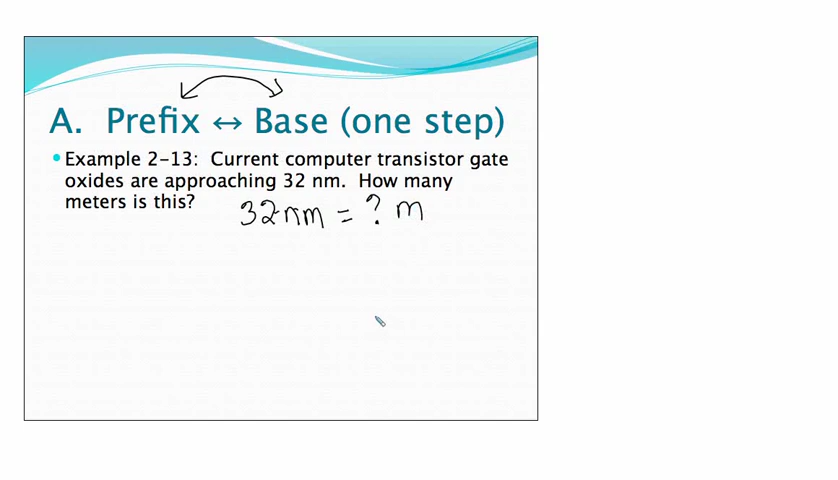 A. Prefix ↔ Base (one step)
• Example 2-13: Current computer transistor gate
oxides are approaching 32 nm. How many
meters is this?
32nm = ? m